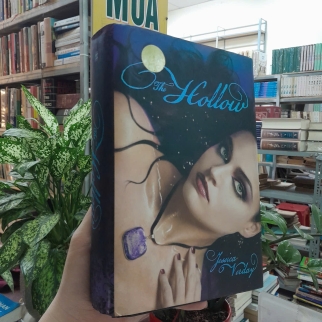 MUA
The Hollow
Jessica
Verday